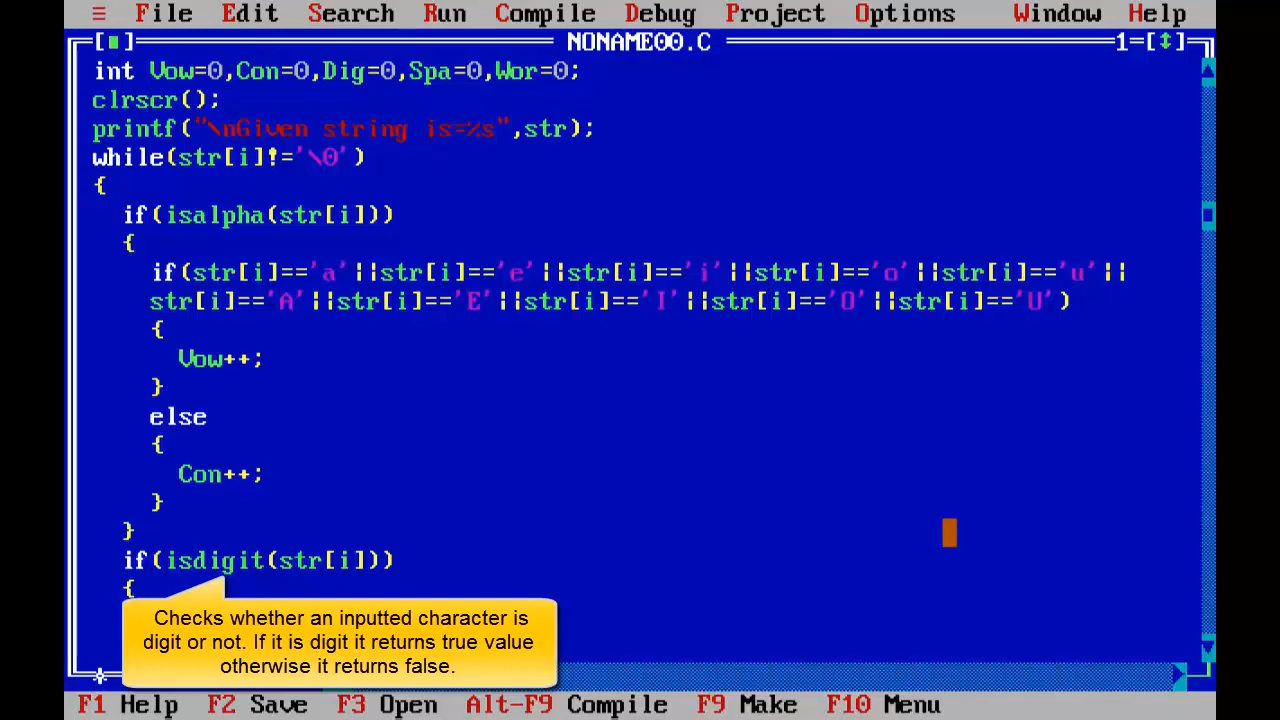 ≡ File Edit Search Run Compile Debug Project Options Window Help
[■] NONAME00.C 1=[↕]
int Vow=0,Con=0,Dig=0,Spa=0,Wor=0;
clrscr();
printf("\nGiven string is=%s",str);
while(str[i]!='\0')
{
if(isalpha(str[i]))
{
if(str[i]=='a'||str[i]=='e'||str[i]=='i'||str[i]=='o'||str[i]=='u'||
str[i]=='A'||str[i]=='E'||str[i]=='I'||str[i]=='O'||str[i]=='U')
{
Vow++;
}
else
{
Con++;
}
}
if(isdigit(str[i]))
{
Checks whether an inputted character is
digit or not. If it is digit it returns true value
otherwise it returns false.
F1 Help F2 Save F3 Open Alt-F9 Compile F9 Make F10 Menu